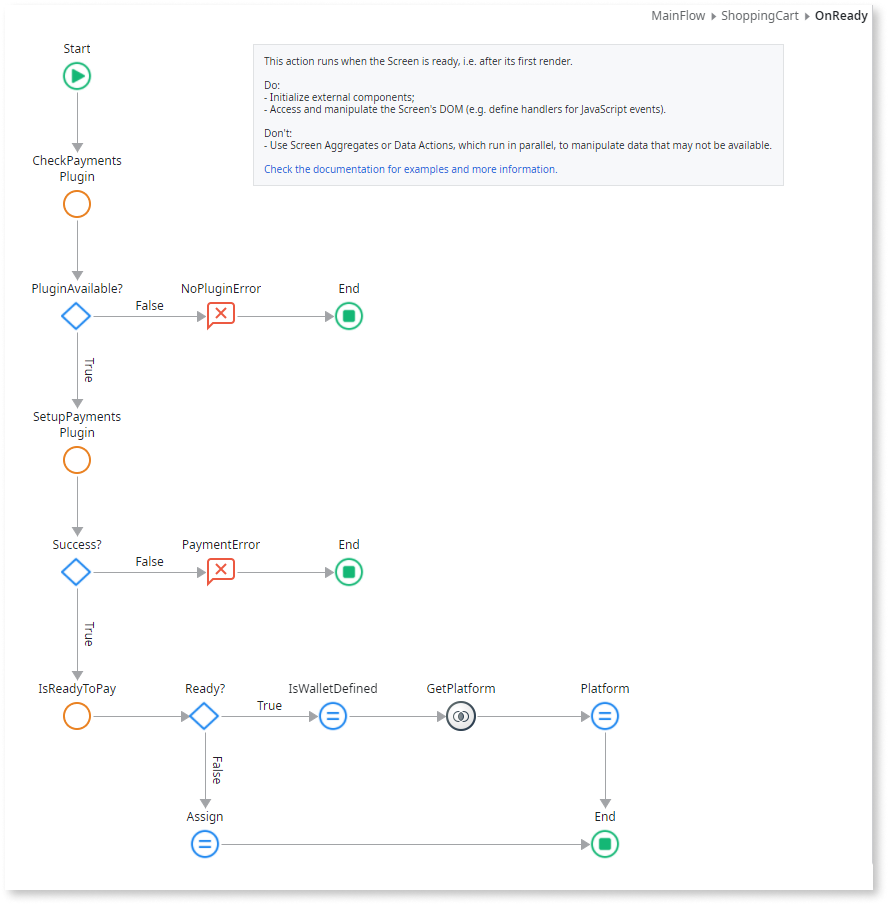 MainFlow ▸ ShoppingCart ▸ OnReady
Start
This action runs when the Screen is ready, i.e. after its first render.
Do:
- Initialize external components;
- Access and manipulate the Screen's DOM (e.g. define handlers for JavaScript events).
Don't:
- Use Screen Aggregates or Data Actions, which run in parallel, to manipulate data that may not be available.
Check the documentation for examples and more information.
CheckPayments
Plugin
PluginAvailable?
False
NoPluginError
End
True
SetupPayments
Plugin
Success?
False
PaymentError
End
True
IsReadyToPay
Ready?
True
IsWalletDefined
GetPlatform
Platform
False
Assign
End